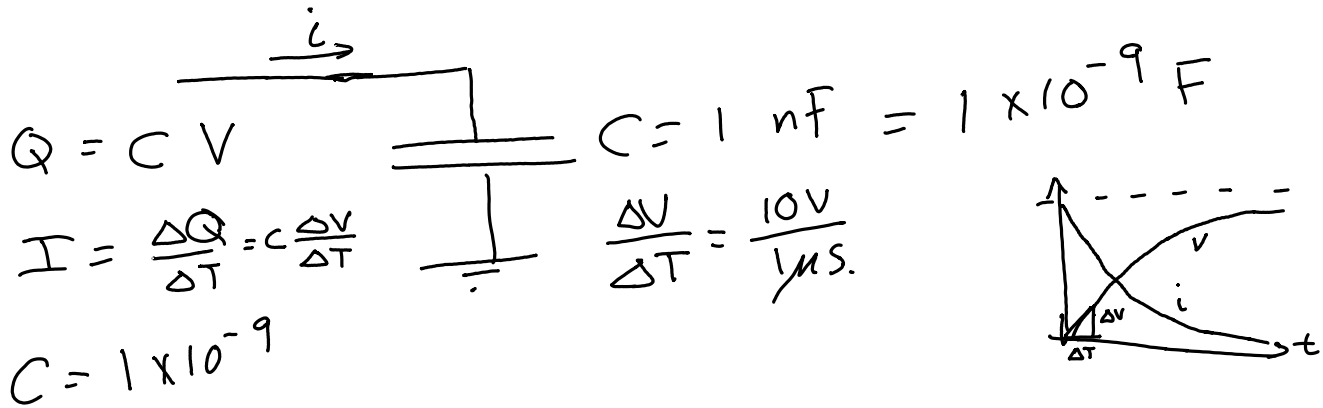 i
Q = C V
C = 1 nF = 1 × 10⁻⁹ F
I = ΔQ/ΔT = C ΔV/ΔT
ΔV/ΔT = 10V/1μs.
C = 1 × 10⁻⁹
v
i
ΔV
ΔT
t